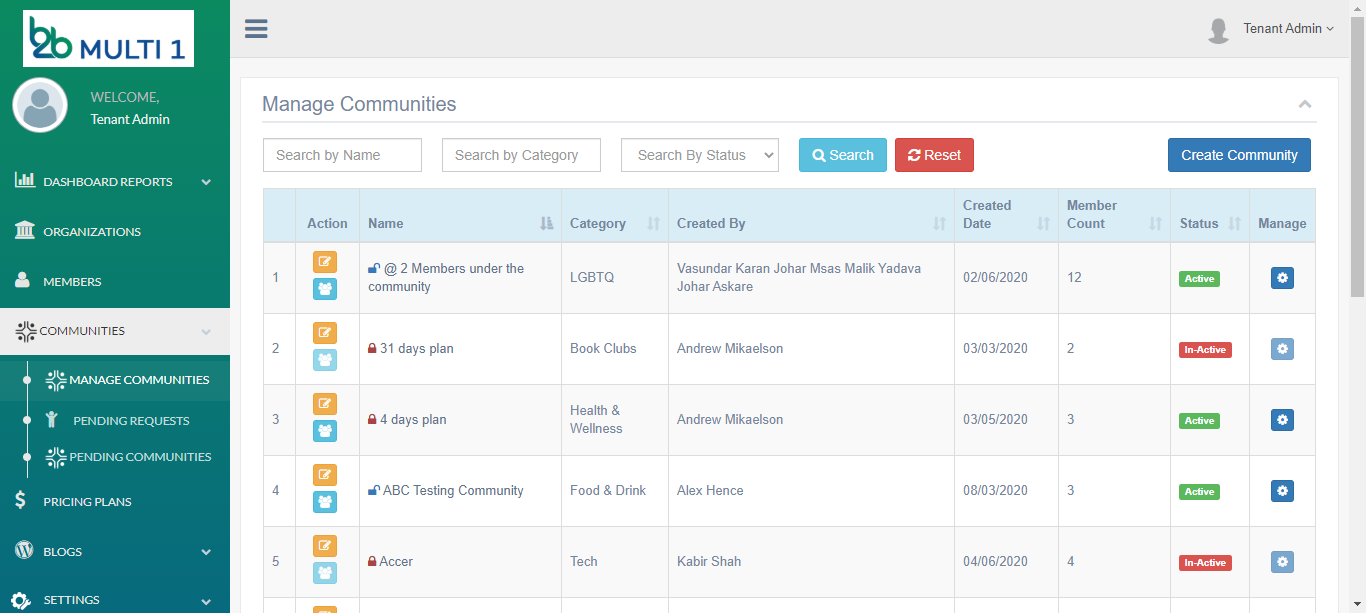 b2b MULTI 1
Tenant Admin
WELCOME,
Tenant Admin
DASHBOARD REPORTS
ORGANIZATIONS
MEMBERS
COMMUNITIES
MANAGE COMMUNITIES
PENDING REQUESTS
PENDING COMMUNITIES
PRICING PLANS
BLOGS
SETTINGS
Manage Communities
Search by Name Search by Category Search By Status Search Reset Create Community
Action Name Category Created By Created Date Member Count Status Manage
1 @ 2 Members under the community LGBTQ Vasundar Karan Johar Msas Malik Yadava Johar Askare 02/06/2020 12 Active
2 31 days plan Book Clubs Andrew Mikaelson 03/03/2020 2 In-Active
3 4 days plan Health & Wellness Andrew Mikaelson 03/05/2020 3 Active
4 ABC Testing Community Food & Drink Alex Hence 08/03/2020 3 Active
5 Accer Tech Kabir Shah 04/06/2020 4 In-Active